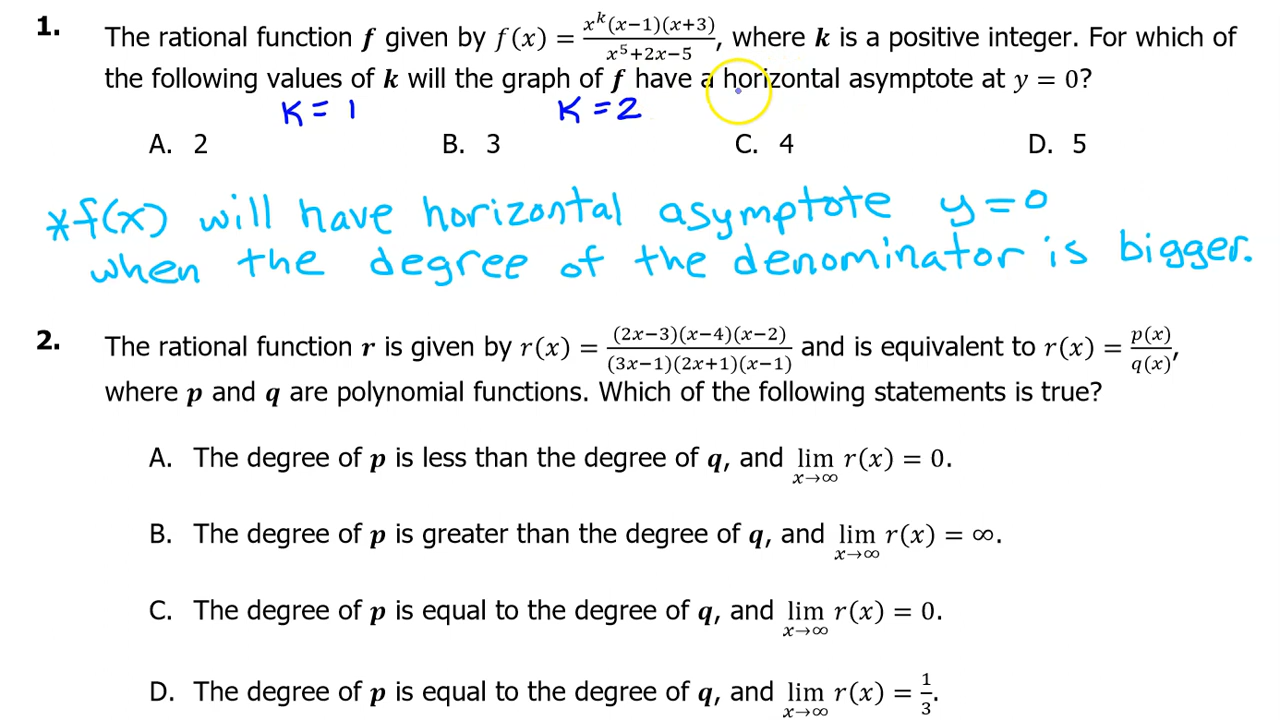 1. The rational function f given by f(x) = x^k(x−1)(x+3)/x^5+2x−5, where k is a positive integer. For which of
the following values of k will the graph of f have a horizontal asymptote at y = 0?
K = 1 K = 2
A. 2 B. 3 C. 4 D. 5
*f(x) will have horizontal asymptote y = 0
when the degree of the denominator is bigger.
2. The rational function r is given by r(x) = (2x−3)(x−4)(x−2)/(3x−1)(2x+1)(x−1) and is equivalent to r(x) = p(x)/q(x),
where p and q are polynomial functions. Which of the following statements is true?
A. The degree of p is less than the degree of q, and lim x→∞ r(x) = 0.
B. The degree of p is greater than the degree of q, and lim x→∞ r(x) = ∞.
C. The degree of p is equal to the degree of q, and lim x→∞ r(x) = 0.
D. The degree of p is equal to the degree of q, and lim x→∞ r(x) = 1/3.